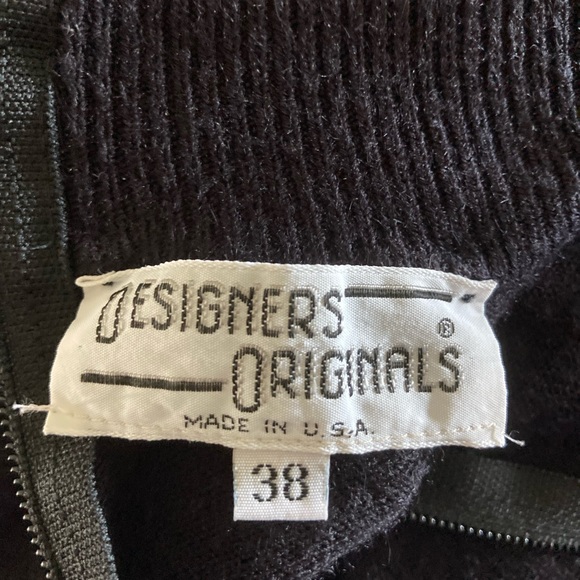 DESIGNERS
ORIGINALS ®
MADE IN U.S.A.
38